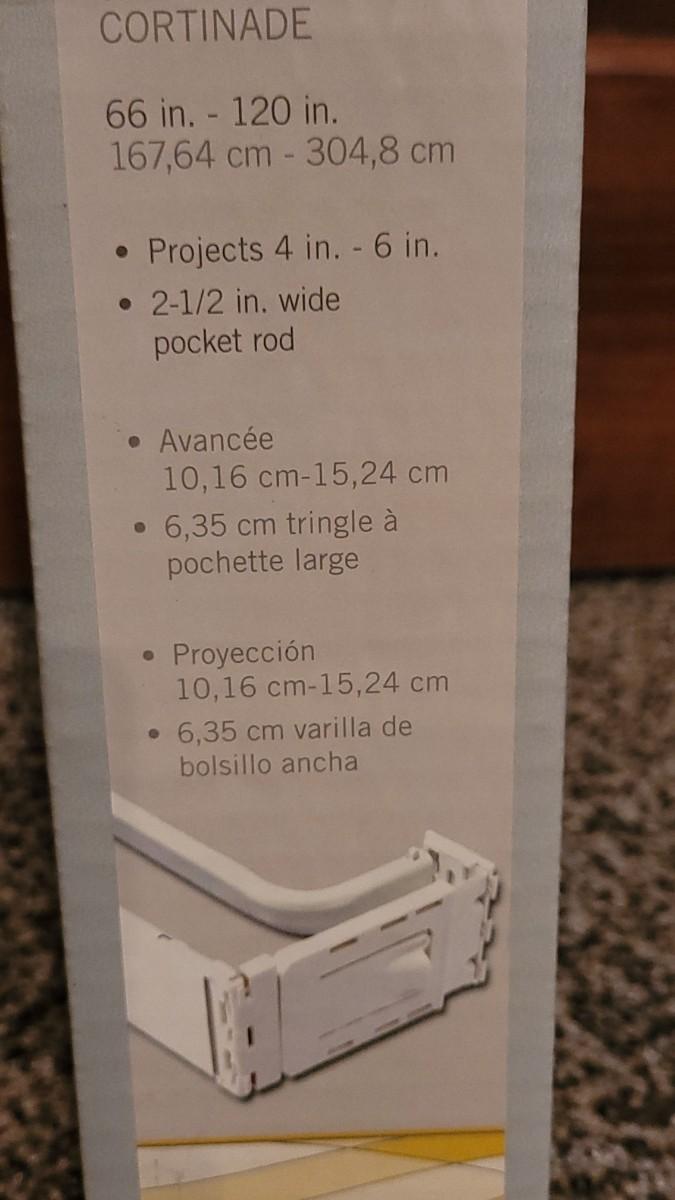 CORTINADE
66 in. - 120 in.
167,64 cm - 304,8 cm
• Projects 4 in. - 6 in.
• 2-1/2 in. wide
pocket rod
• Avancée
10,16 cm-15,24 cm
• 6,35 cm tringle à
pochette large
• Proyección
10,16 cm-15,24 cm
• 6,35 cm varilla de
bolsillo ancha